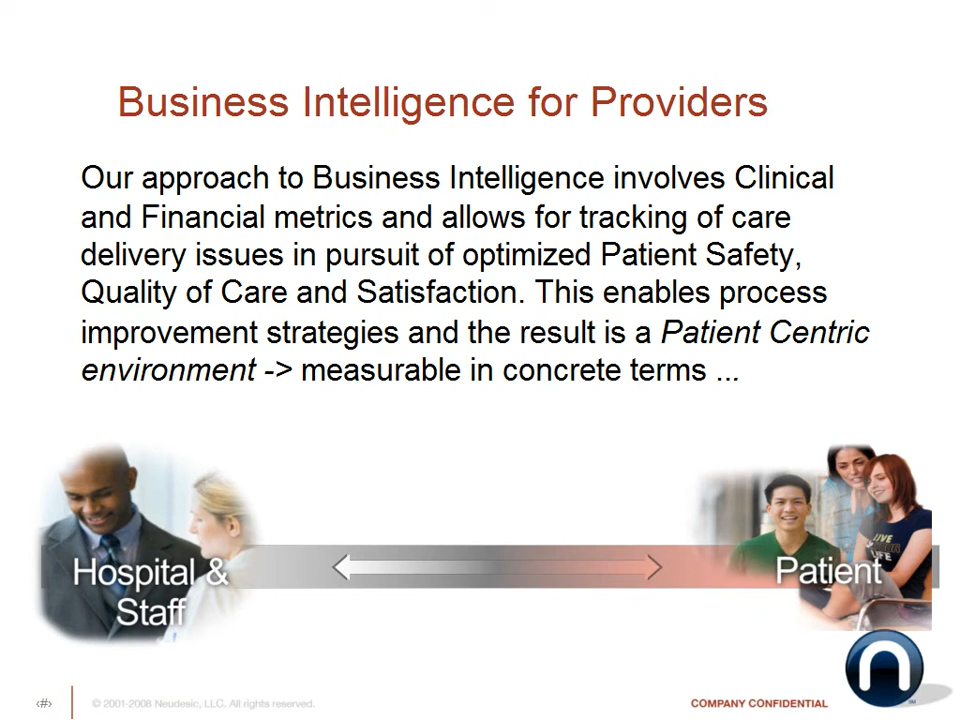 Business Intelligence for Providers
Our approach to Business Intelligence involves Clinical
and Financial metrics and allows for tracking of care
delivery issues in pursuit of optimized Patient Safety,
Quality of Care and Satisfaction. This enables process
improvement strategies and the result is a Patient Centric
environment -> measurable in concrete terms ...
Hospital &
Staff
Patient
LIVE
LIFE
‹#›
© 2001-2008 Neudesic, LLC. All rights reserved.
COMPANY CONFIDENTIAL
n